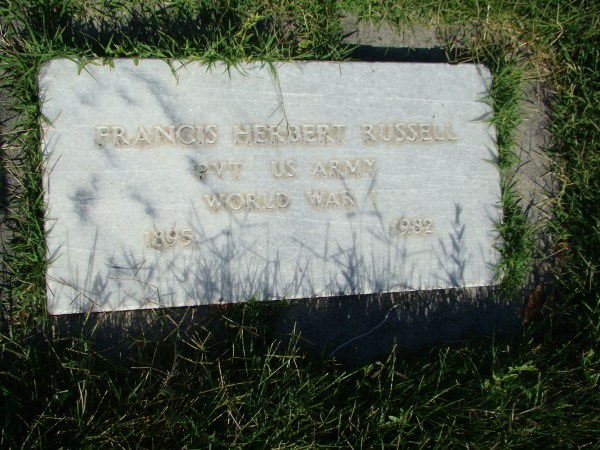 FRANCIS HERBERT RUSSELL
PVT US ARMY
WORLD WAR I
1895 1982